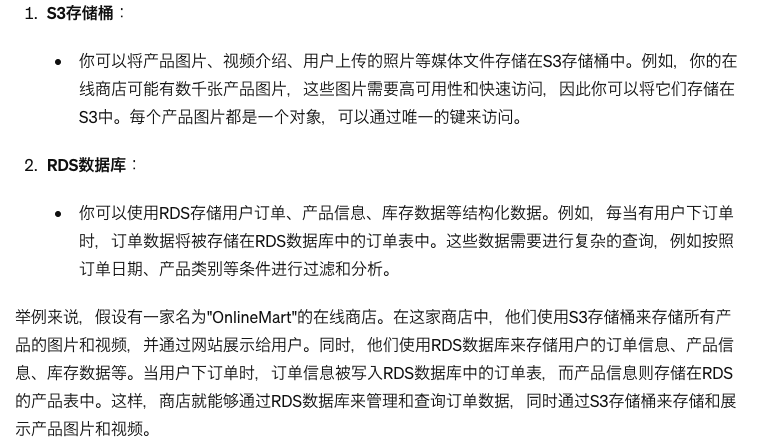 1. S3存储桶：
• 你可以将产品图片、视频介绍、用户上传的照片等媒体文件存储在S3存储桶中。例如，你的在
线商店可能有数千张产品图片，这些图片需要高可用性和快速访问，因此你可以将它们存储在
S3中。每个产品图片都是一个对象，可以通过唯一的键来访问。
2. RDS数据库：
• 你可以使用RDS存储用户订单、产品信息、库存数据等结构化数据。例如，每当有用户下订单
时，订单数据将被存储在RDS数据库中的订单表中。这些数据需要进行复杂的查询，例如按照
订单日期、产品类别等条件进行过滤和分析。
举例来说，假设有一家名为"OnlineMart"的在线商店。在这家商店中，他们使用S3存储桶来存储所有产
品的图片和视频，并通过网站展示给用户。同时，他们使用RDS数据库来存储用户的订单信息、产品信
息、库存数据等。当用户下订单时，订单信息被写入RDS数据库中的订单表，而产品信息则存储在RDS
的产品表中。这样，商店就能够通过RDS数据库来管理和查询订单数据，同时通过S3存储桶来存储和展
示产品图片和视频。